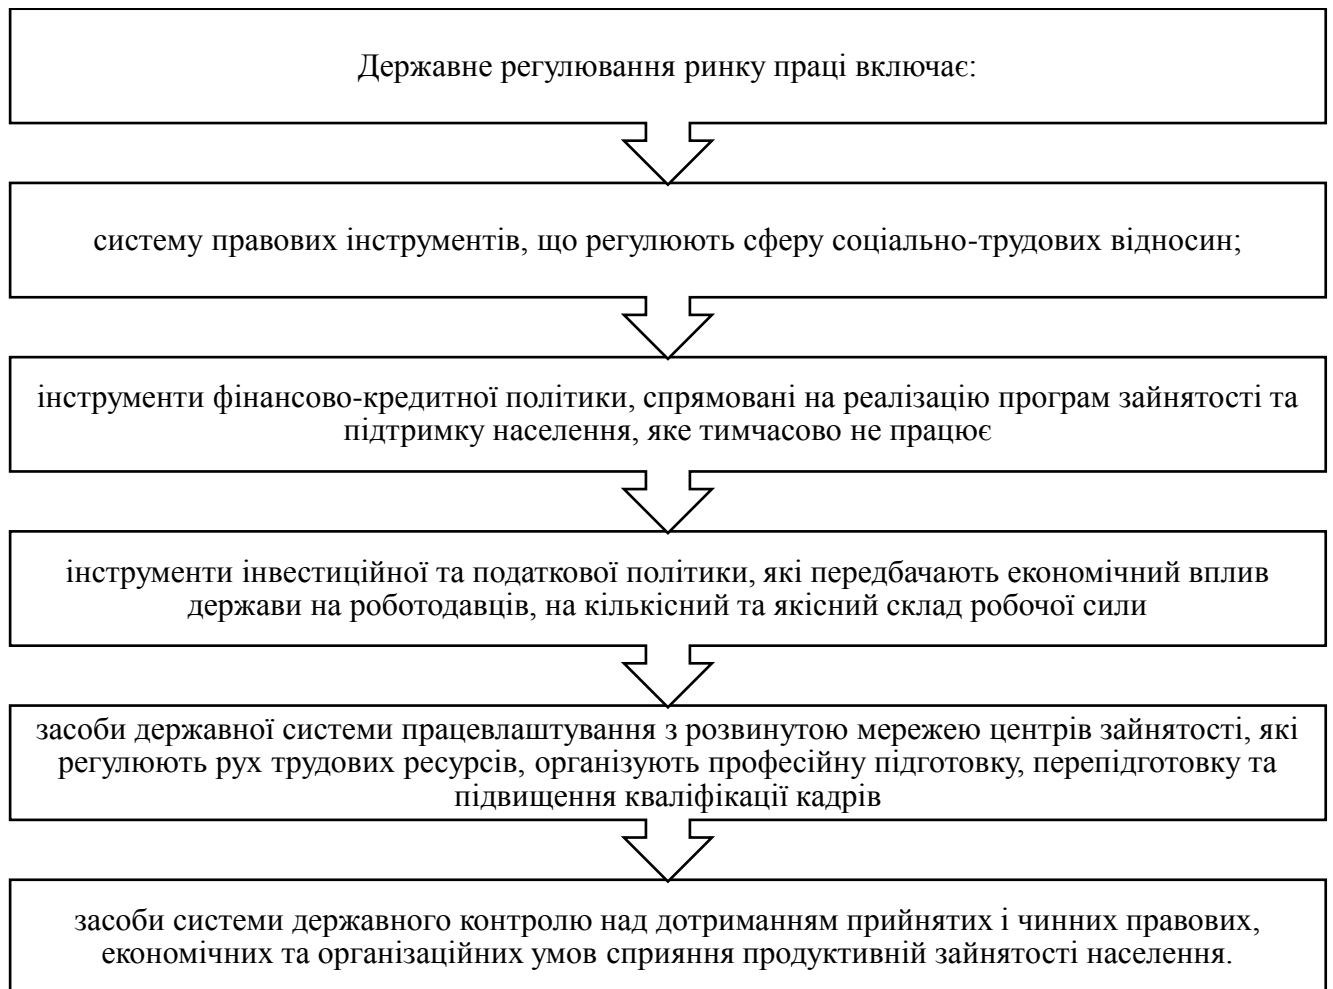 Державне регулювання ринку праці включає:
систему правових інструментів, що регулюють сферу соціально-трудових відносин;
інструменти фінансово-кредитної політики, спрямовані на реалізацію програм зайнятості та
підтримку населення, яке тимчасово не працює
інструменти інвестиційної та податкової політики, які передбачають економічний вплив
держави на роботодавців, на кількісний та якісний склад робочої сили
засоби державної системи працевлаштування з розвинутою мережею центрів зайнятості, які
регулюють рух трудових ресурсів, організують професійну підготовку, перепідготовку та
підвищення кваліфікації кадрів
засоби системи державного контролю над дотриманням прийнятих і чинних правових,
економічних та організаційних умов сприяння продуктивній зайнятості населення.